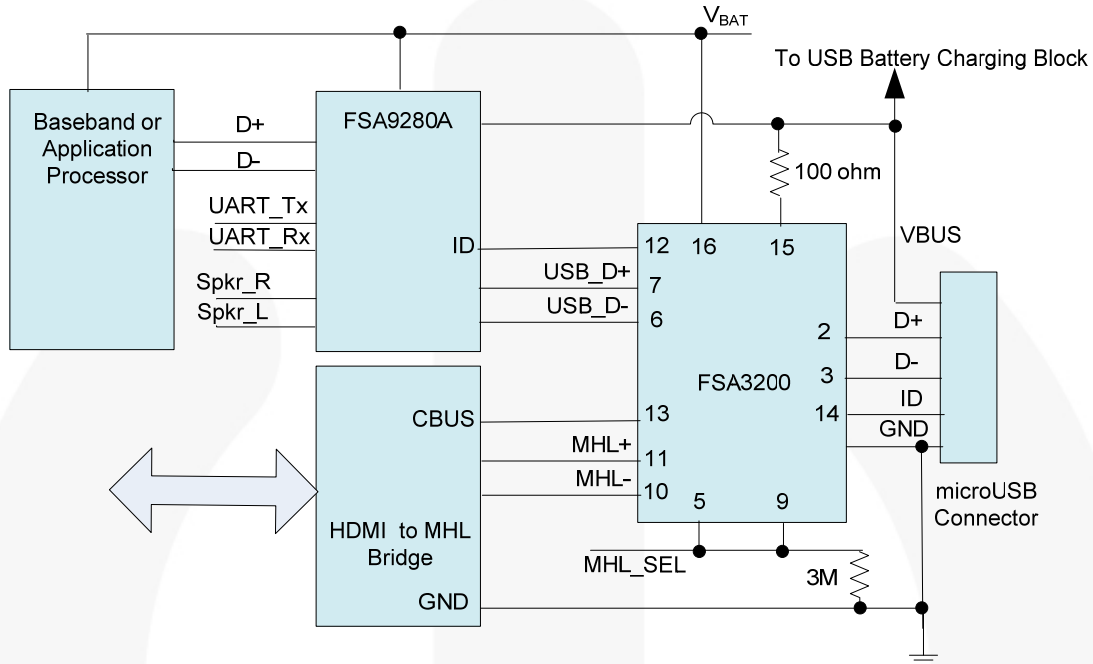 VBAT
To USB Battery Charging Block
Baseband or
Application
Processor
D+
D-
FSA9280A
100 ohm
UART_Tx
UART_Rx
ID
Spkr_R
Spkr_L
USB_D+
USB_D-
12
16
15
7
6
VBUS
2
D+
3
D-
14
ID
GND
FSA3200
CBUS
13
MHL+
11
MHL-
10
5
9
microUSB
Connector
HDMI to MHL
Bridge
MHL_SEL
3M
GND